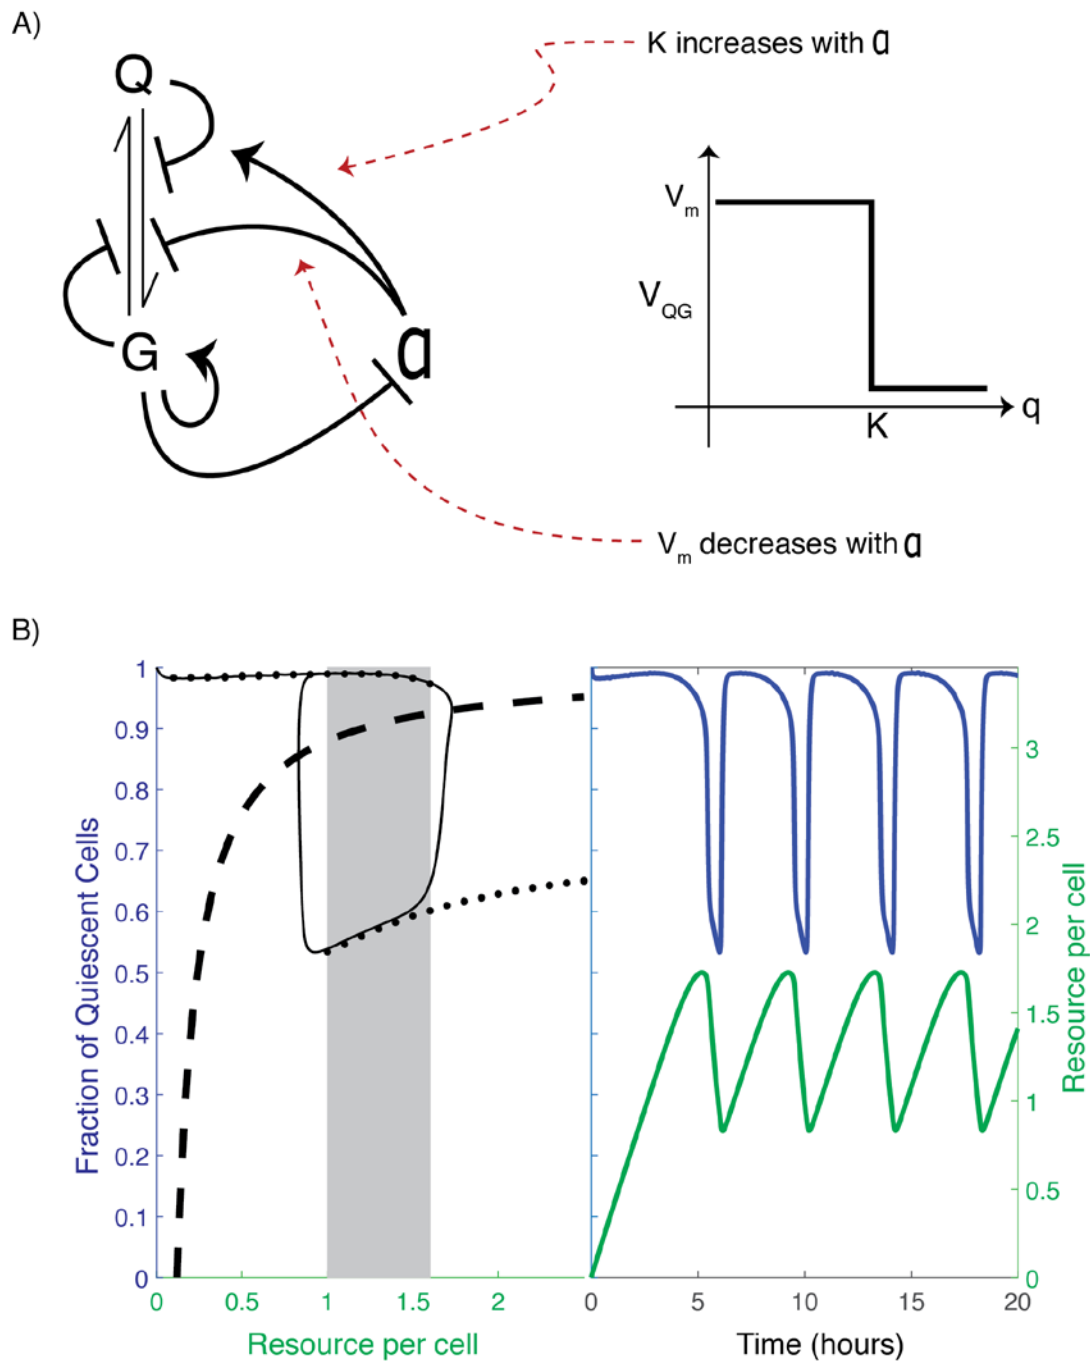 A)
K increases with a
Q
G
a
V_m
V_QG
K
q
V_m decreases with a
B)
Fraction of Quiescent Cells
1
0.9
0.8
0.7
0.6
0.5
0.4
0.3
0.2
0.1
0
0 0.5 1 1.5 2
Resource per cell
0 5 10 15 20
Time (hours)
3
2.5
2
1.5
1
0.5
0
Resource per cell